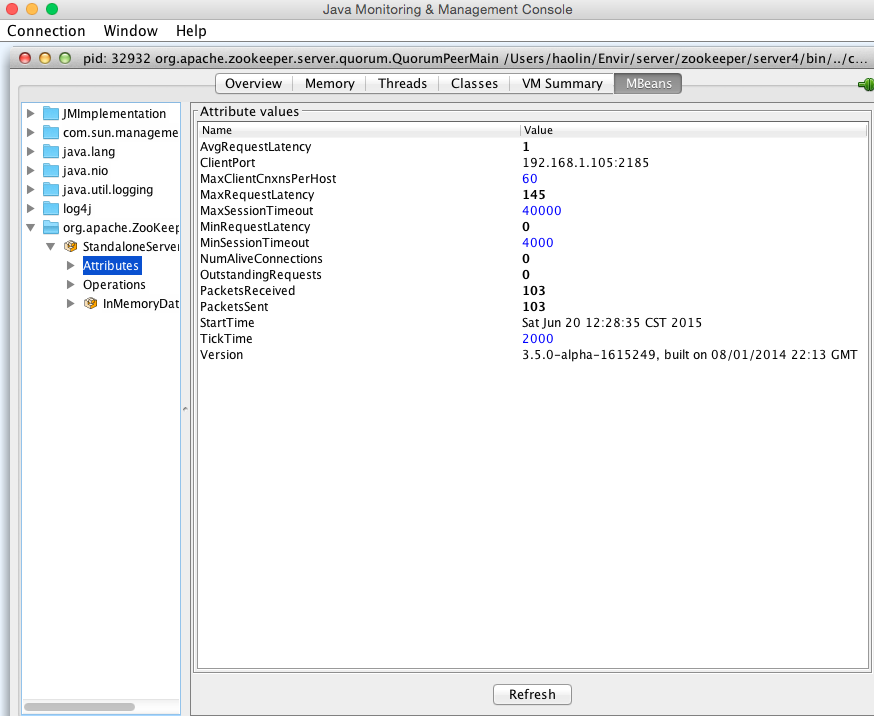 Java Monitoring & Management Console
Connection Window Help
pid: 32932 org.apache.zookeeper.server.quorum.QuorumPeerMain /Users/haolin/Envir/server/zookeeper/server4/bin/../c...
Overview Memory Threads Classes VM Summary MBeans
JMImplementation
com.sun.manageme
java.lang
java.nio
java.util.logging
log4j
org.apache.ZooKeep
StandaloneServer
Attributes
Operations
InMemoryDat
Attribute values
Name Value
AvgRequestLatency 1
ClientPort 192.168.1.105:2185
MaxClientCnxnsPerHost 60
MaxRequestLatency 145
MaxSessionTimeout 40000
MinRequestLatency 0
MinSessionTimeout 4000
NumAliveConnections 0
OutstandingRequests 0
PacketsReceived 103
PacketsSent 103
StartTime Sat Jun 20 12:28:35 CST 2015
TickTime 2000
Version 3.5.0-alpha-1615249, built on 08/01/2014 22:13 GMT
Refresh